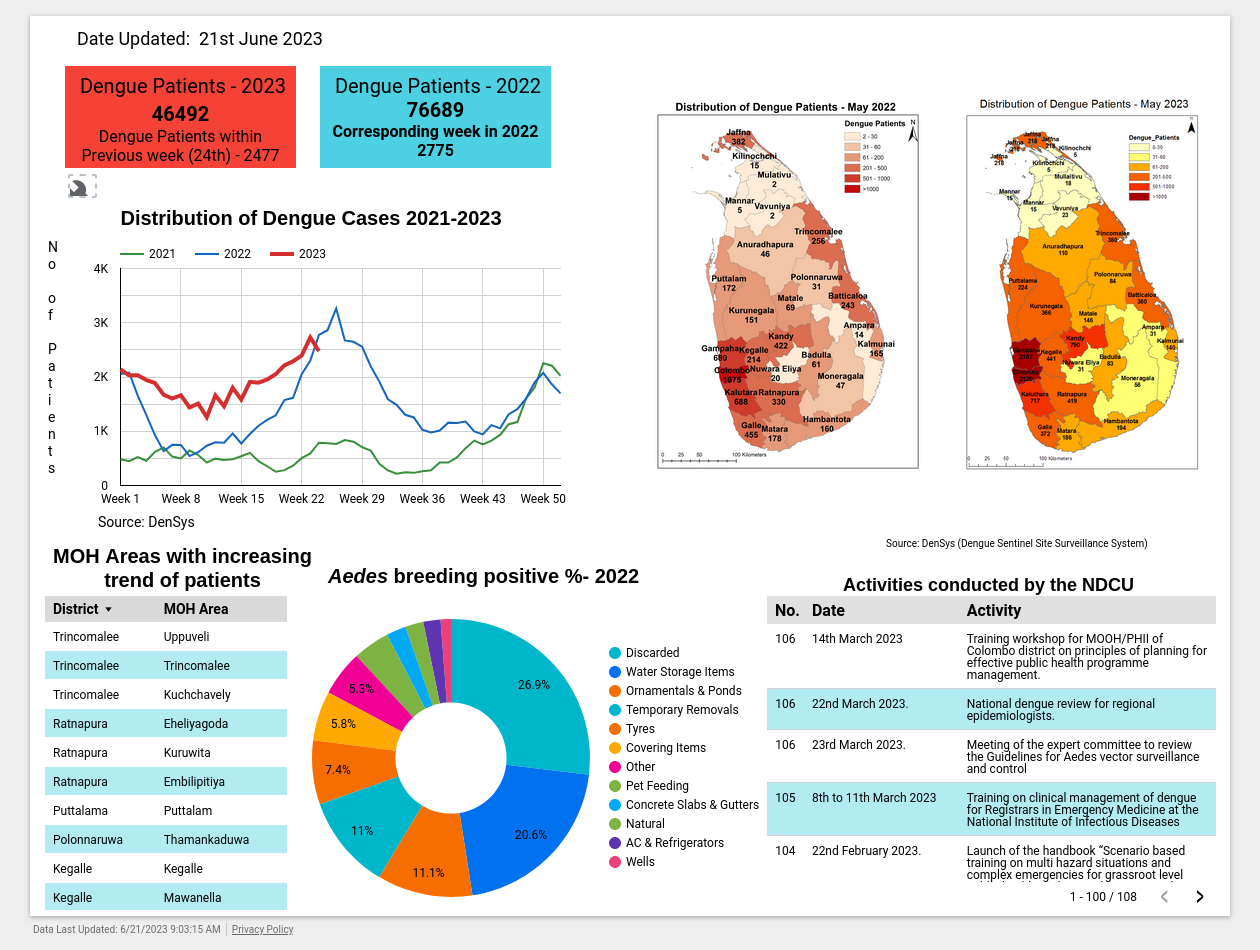 Date Updated: 21st June 2023
Dengue Patients - 2023
46492
Dengue Patients within
Previous week (24th) - 2477
Dengue Patients - 2022
76689
Corresponding week in 2022
2775
Distribution of Dengue Cases 2021-2023
No of Patients
2021
2022
2023
4K
3K
2K
1K
0
Week 1
Week 8
Week 15
Week 22
Week 29
Week 36
Week 43
Week 50
Source: DenSys
Distribution of Dengue Patients - May 2022
Dengue Patients
2 - 30
31 - 60
61 - 200
201 - 500
501 - 1000
>1000
N
Jaffna
382
Kilinochchi
15
Mulativu
2
Mannar
5
Vavuniya
2
Trincomalee
256
Anuradhapura
46
Puttalam
172
Polonnaruwa
31
Matale
69
Batticaloa
243
Kurunegala
151
Ampara
14
Kandy
422
Kalmunai
165
Gampaha
680
Kegalle
214
Badulla
61
Nuwara Eliya
20
Colombo
1675
Moneragala
47
Kalutara
688
Ratnapura
330
Hambantota
160
Galle
455
Matara
178
0 25 50 100 Kilometers
Distribution of Dengue Patients - May 2023
Dengue_Patients
0-30
31-60
61-200
201-500
501-1000
>1000
Jaffna
218
Jaffna
218
Jaffna
218
Jaffna
218
Kilinochchi
5
Kilinochchi
5
Mulaitivu
18
Mannar
15
Mannar
15
Vavuniya
23
Trincomalee
380
Anuradhapura
110
Puttalama
224
Polonnaruwa
84
Batticaloa
360
Kurunegala
366
Matale
146
Ampara
31
Kandy
Kalmunai
140
Kegalle
441
Badulla
83
Nuwara Eliya
31
Moneragala
56
Kaluthara
717
Ratnapura
419
Hambantota
194
Galle
372
Matara
186
0 25 50 100 Kilometers
Source: DenSys (Dengue Sentinel Site Surveillance System)
MOH Areas with increasing
trend of patients
District MOH Area
Trincomalee Uppuveli
Trincomalee Trincomalee
Trincomalee Kuchchavely
Ratnapura Eheliyagoda
Ratnapura Kuruwita
Ratnapura Embilipitiya
Puttalama Puttalam
Polonnaruwa Thamankaduwa
Kegalle Kegalle
Kegalle Mawanella
Aedes breeding positive %- 2022
26.9%
20.6%
11.1%
11%
7.4%
5.8%
5.3%
Discarded
Water Storage Items
Ornamentals & Ponds
Temporary Removals
Tyres
Covering Items
Other
Pet Feeding
Concrete Slabs & Gutters
Natural
AC & Refrigerators
Wells
Activities conducted by the NDCU
No. Date Activity
106 14th March 2023 Training workshop for MOOH/PHII of
Colombo district on principles of planning for
effective public health programme
management.
106 22nd March 2023. National dengue review for regional
epidemiologists.
106 23rd March 2023. Meeting of the expert committee to review
the Guidelines for Aedes vector surveillance
and control
105 8th to 11th March 2023 Training on clinical management of dengue
for Registrars in Emergency Medicine at the
National Institute of Infectious Diseases
104 22nd February 2023. Launch of the handbook “Scenario based
training on multi hazard situations and
complex emergencies for grassroot level
1 - 100 / 108
Data Last Updated: 6/21/2023 9:03:15 AM
Privacy Policy